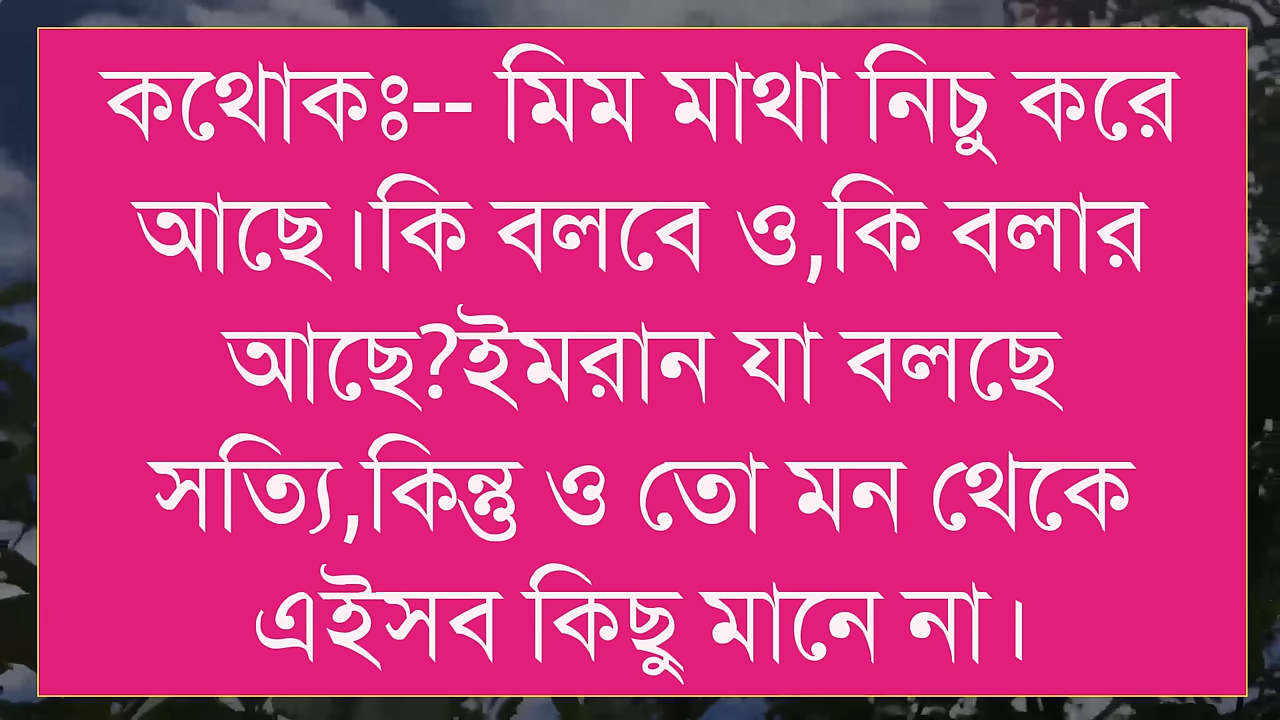 কথোকঃ-- মিম মাথা নিচু করে
আছে।কি বলবে ও,কি বলার
আছে?ইমরান যা বলছে
সত্যি,কিন্তু ও তো মন থেকে
এইসব কিছু মানে না।